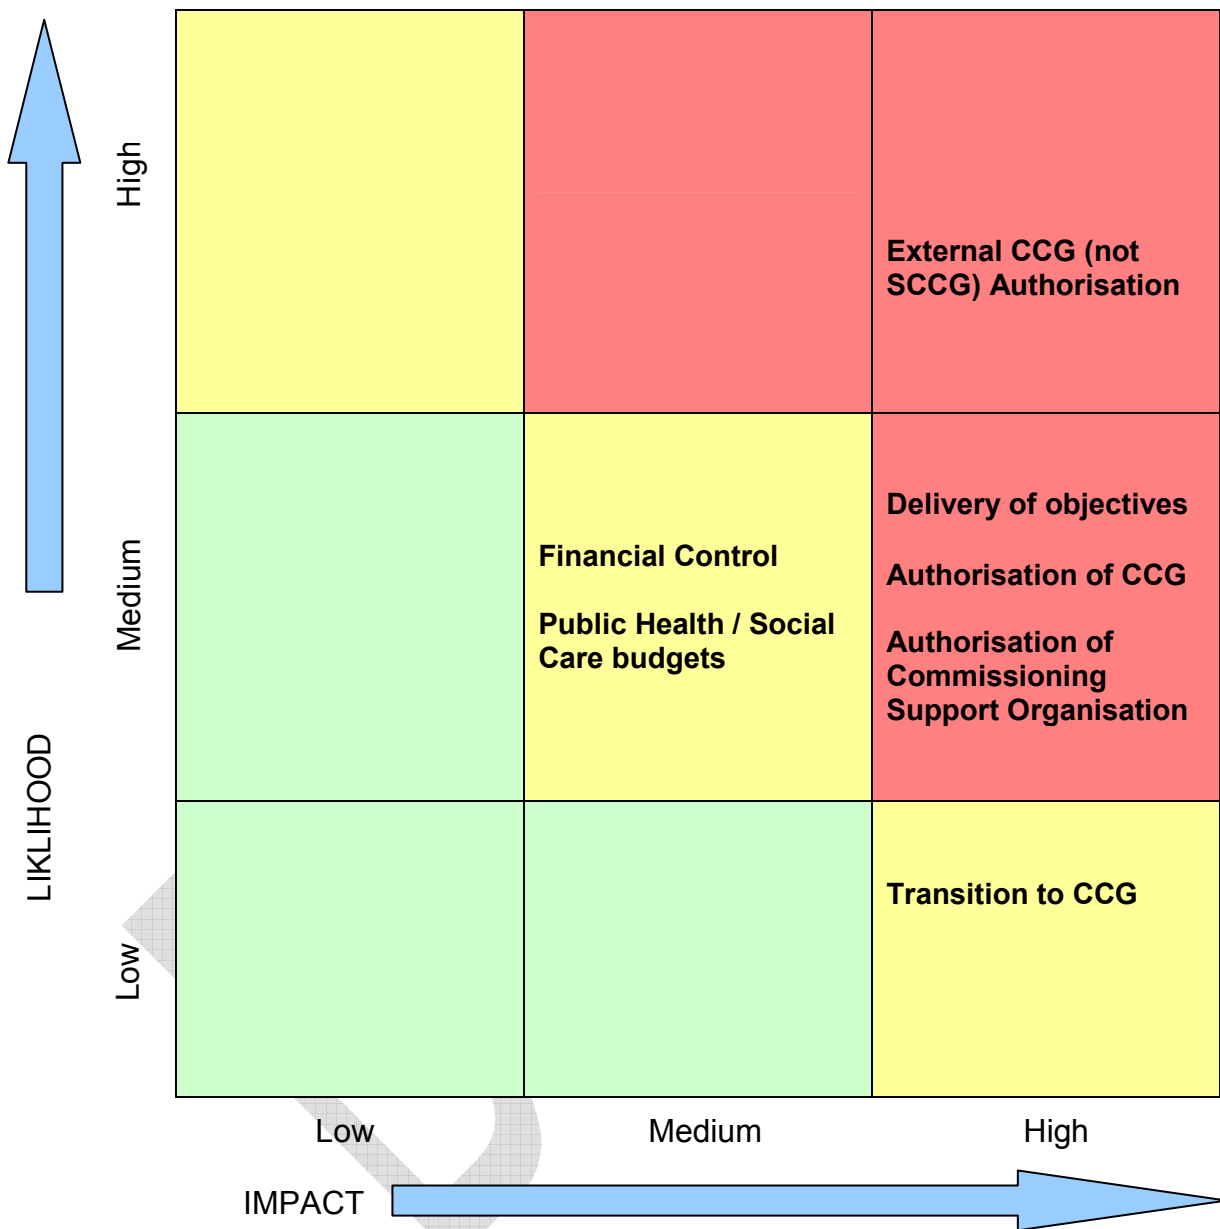 High
External CCG (not
SCCG) Authorisation
Medium
Financial Control
Public Health / Social
Care budgets
Delivery of objectives
Authorisation of CCG
Authorisation of
Commissioning
Support Organisation
LIKLIHOOD
Low
Transition to CCG
Low
Medium
High
IMPACT